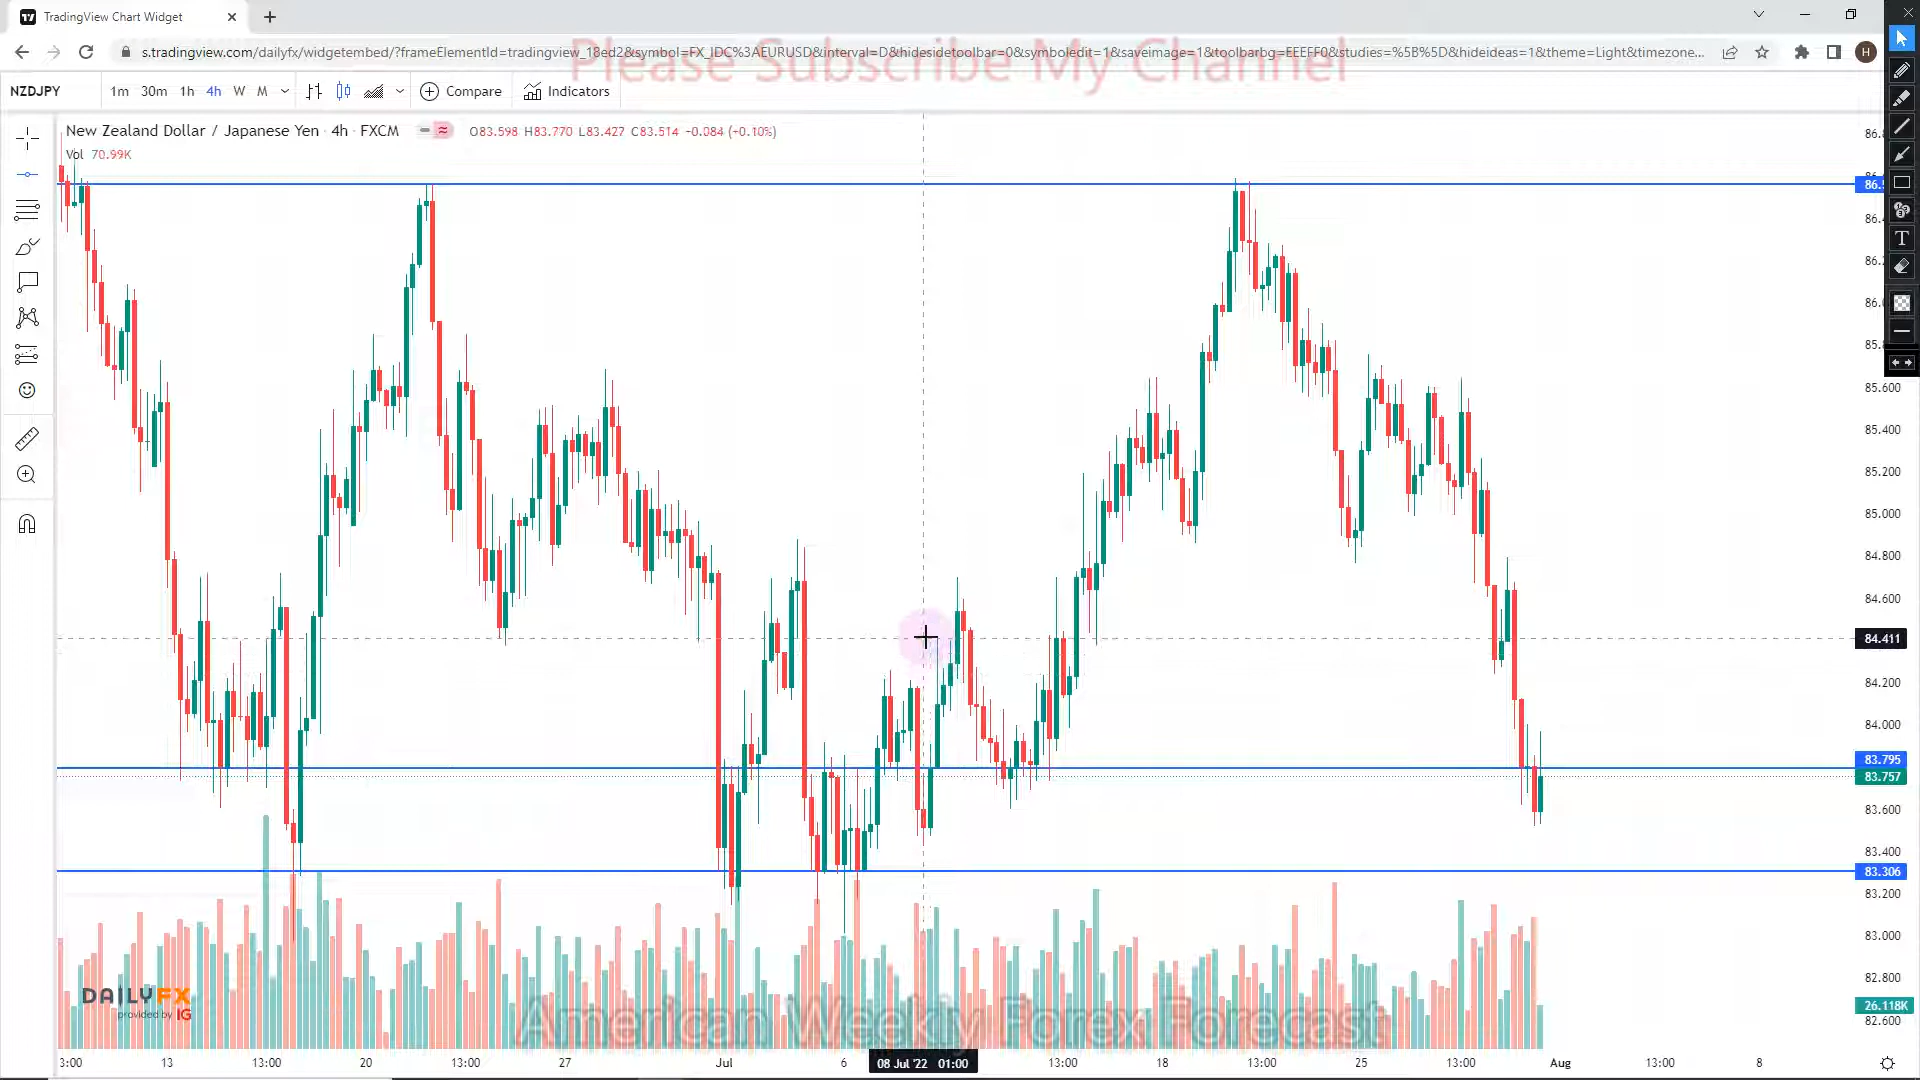 TradingView Chart Widget
s.tradingview.com/dailyfx/widgetembed/?frameElementId=tradingview_18ed2&symbol=FX_IDC%3AEURUSD&interval=D&hidesidetoolbar=0&symboledit=1&saveimage=1&toolbarbg=EEEFF0&studies=%5B%5D&hideideas=1&theme=Light&timezone...
H
Please Subscribe My Channel
NZDJPY
1m 30m 1h 4h W M
Compare
Indicators
New Zealand Dollar / Japanese Yen · 4h · FXCM
O83.598 H83.770 L83.427 C83.514 −0.084 (+0.10%)
Vol 70.99K
T
85.600
85.400
85.200
85.000
84.800
84.600
84.411
84.200
84.000
83.795
83.757
83.600
83.400
83.306
83.200
83.000
82.800
26.118K
82.600
DAILYFX
provided by IG
American Weekly Forex Forecast
3:00 13 13:00 20 13:00 27 Jul 6 08 Jul '22 01:00 13:00 18 13:00 25 13:00 Aug 13:00 8